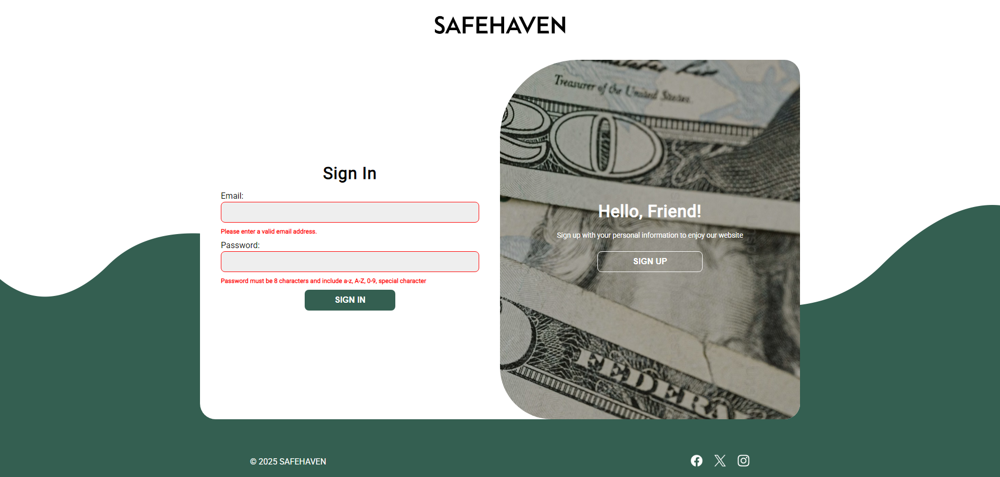 SAFEHAVEN
Sign In
Email:
Please enter a valid email address.
Password:
Password must be 8 characters and include a-z, A-Z, 0-9, special character
SIGN IN
Treasurer of the United States.
Hello, Friend!
Sign up with your personal information to enjoy our website
SIGN UP
FEDERA
© 2025 SAFEHAVEN